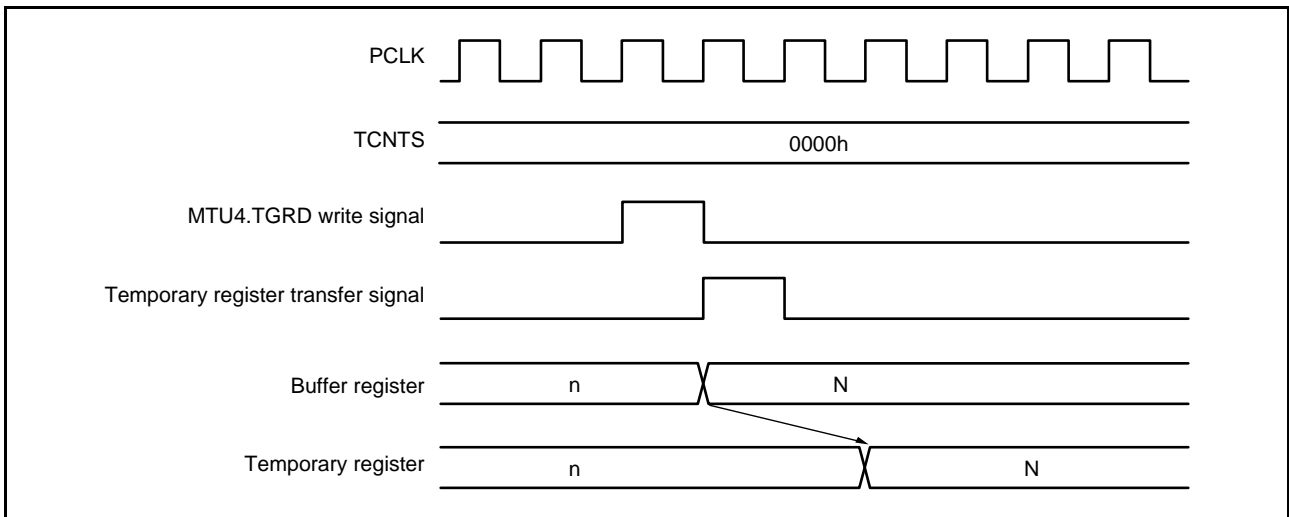 PCLK
TCNTS
0000h
MTU4.TGRD write signal
Temporary register transfer signal
Buffer register
n
N
Temporary register
n
N